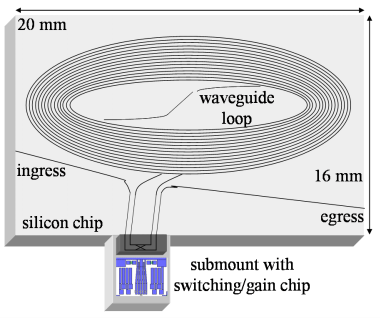 20 mm
waveguide
loop
ingress
16 mm
egress
silicon chip
submount with
switching/gain chip